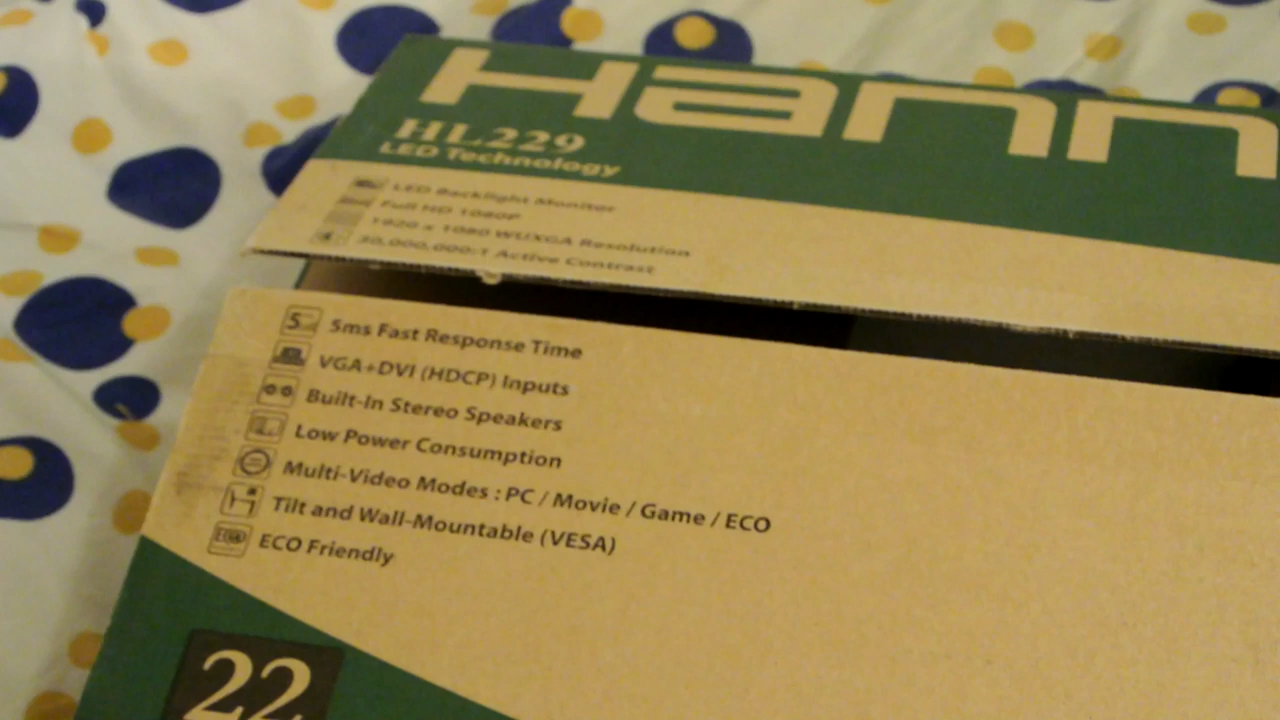 Hann
HL229
LED Technology
LED Backlight Monitor
Full HD 1080P
1920 x 1080 WUXGA Resolution
30,000,000:1 Active Contrast
5ms Fast Response Time
VGA+DVI (HDCP) Inputs
Built-In Stereo Speakers
Low Power Consumption
Multi-Video Modes : PC / Movie / Game / ECO
Tilt and Wall-Mountable (VESA)
ECO Friendly
22